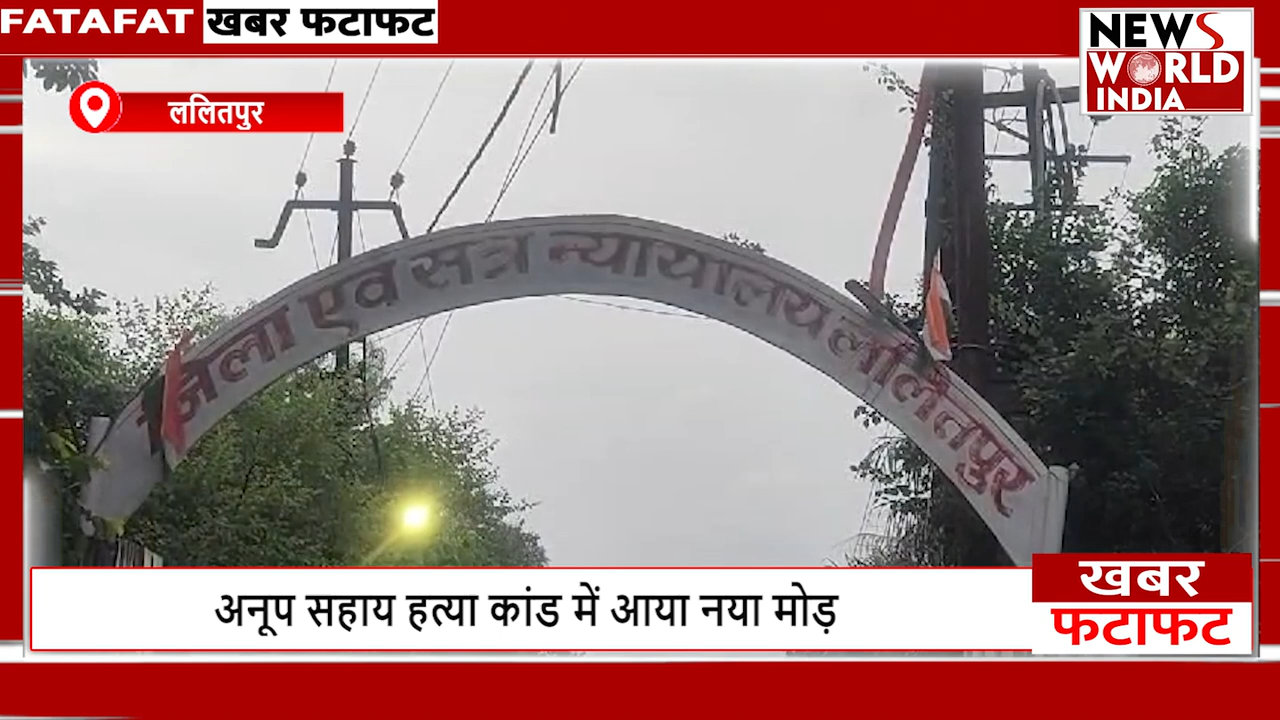 FATAFAT खबर फटाफट
NEWS
WORLD
INDIA
ललितपुर
जिला एवं सत्र न्यायालय ललितपुर
अनूप सहाय हत्या कांड में आया नया मोड़
खबर
फटाफट